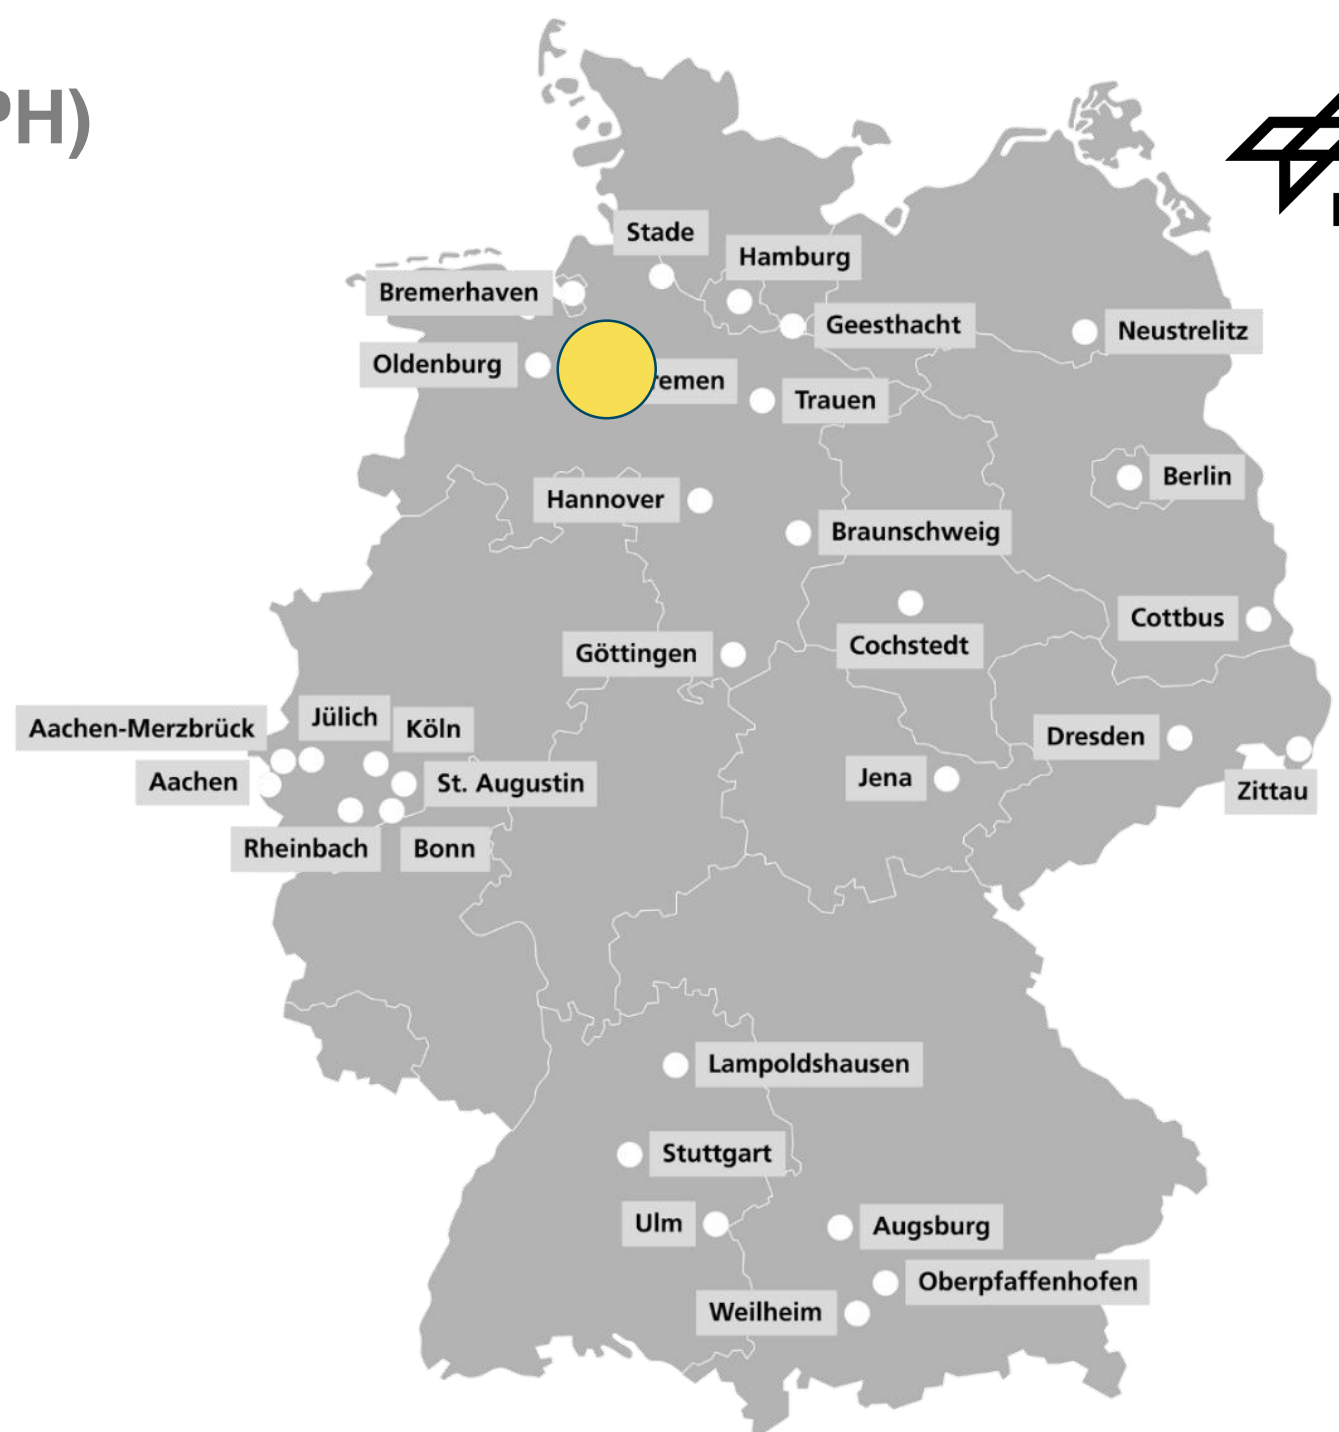 PH)
Stade
Hamburg
Bremerhaven
Geesthacht
Neustrelitz
Oldenburg
remen
Trauen
Berlin
Hannover
Braunschweig
Cottbus
Cochstedt
Göttingen
Jülich
Aachen-Merzbrück
Köln
Dresden
Jena
Aachen
St. Augustin
Zittau
Rheinbach
Bonn
Lampoldshausen
Stuttgart
Ulm
Augsburg
Oberpfaffenhofen
Weilheim